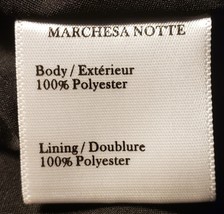 MARCHESA NOTTE
Body / Extérieur
100% Polyester
Lining / Doublure
100% Polyester